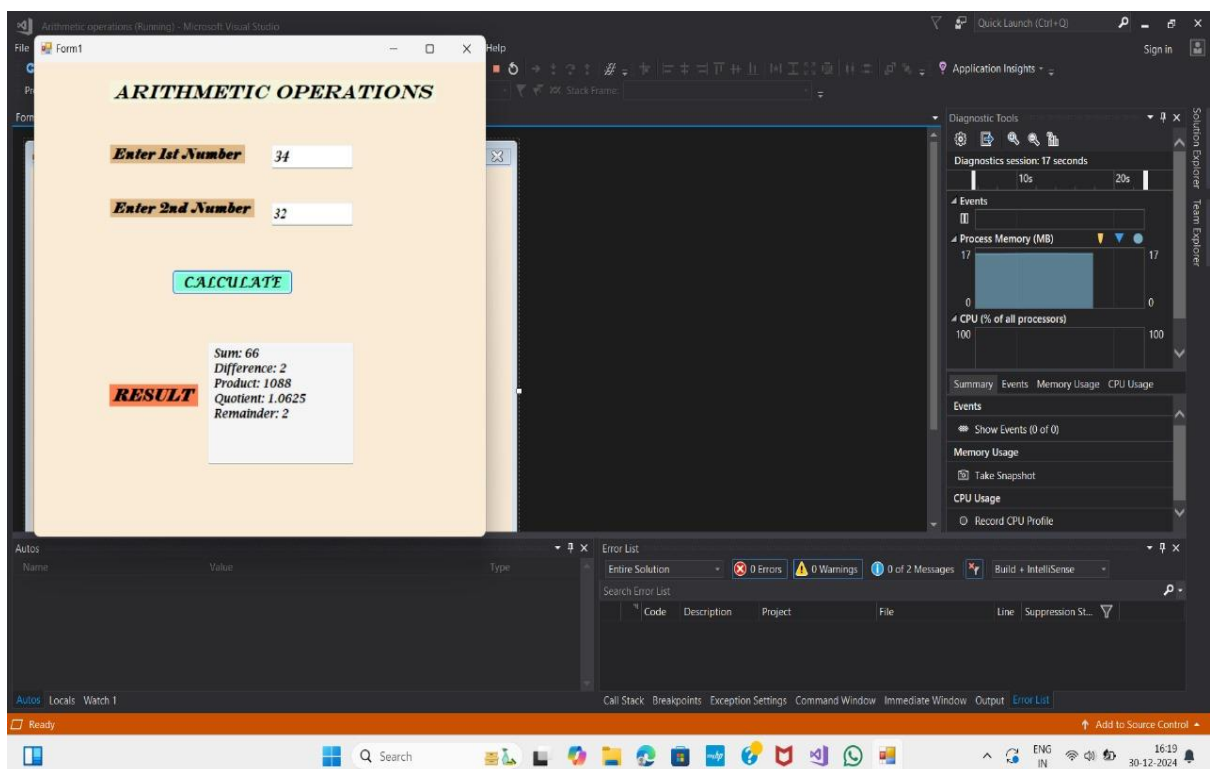 Arithmetic operations (Running) - Microsoft Visual Studio
Quick Launch (Ctrl+Q)
File
Form1
Help
Sign in
Application Insights
Stack Frame:
ARITHMETIC OPERATIONS
Enter 1st Number
34
Enter 2nd Number
32
CALCULATE
RESULT
Sum: 66
Difference: 2
Product: 1088
Quotient: 1.0625
Remainder: 2
Diagnostic Tools
Diagnostics session: 17 seconds
10s
20s
Events
Process Memory (MB)
17
17
0
0
CPU (% of all processors)
100
100
Summary Events Memory Usage CPU Usage
Events
Show Events (0 of 0)
Memory Usage
Take Snapshot
CPU Usage
Record CPU Profile
Solution Explorer
Team Explorer
Autos
Name Value Type
Autos Locals Watch 1
Error List
Entire Solution
0 Errors
0 Warnings
0 of 2 Messages
Build + IntelliSense
Search Error List
Code Description Project File Line Suppression St...
Call Stack Breakpoints Exception Settings Command Window Immediate Window Output Error List
Ready
Add to Source Control
Search
ENG
IN
16:19
30-12-2024